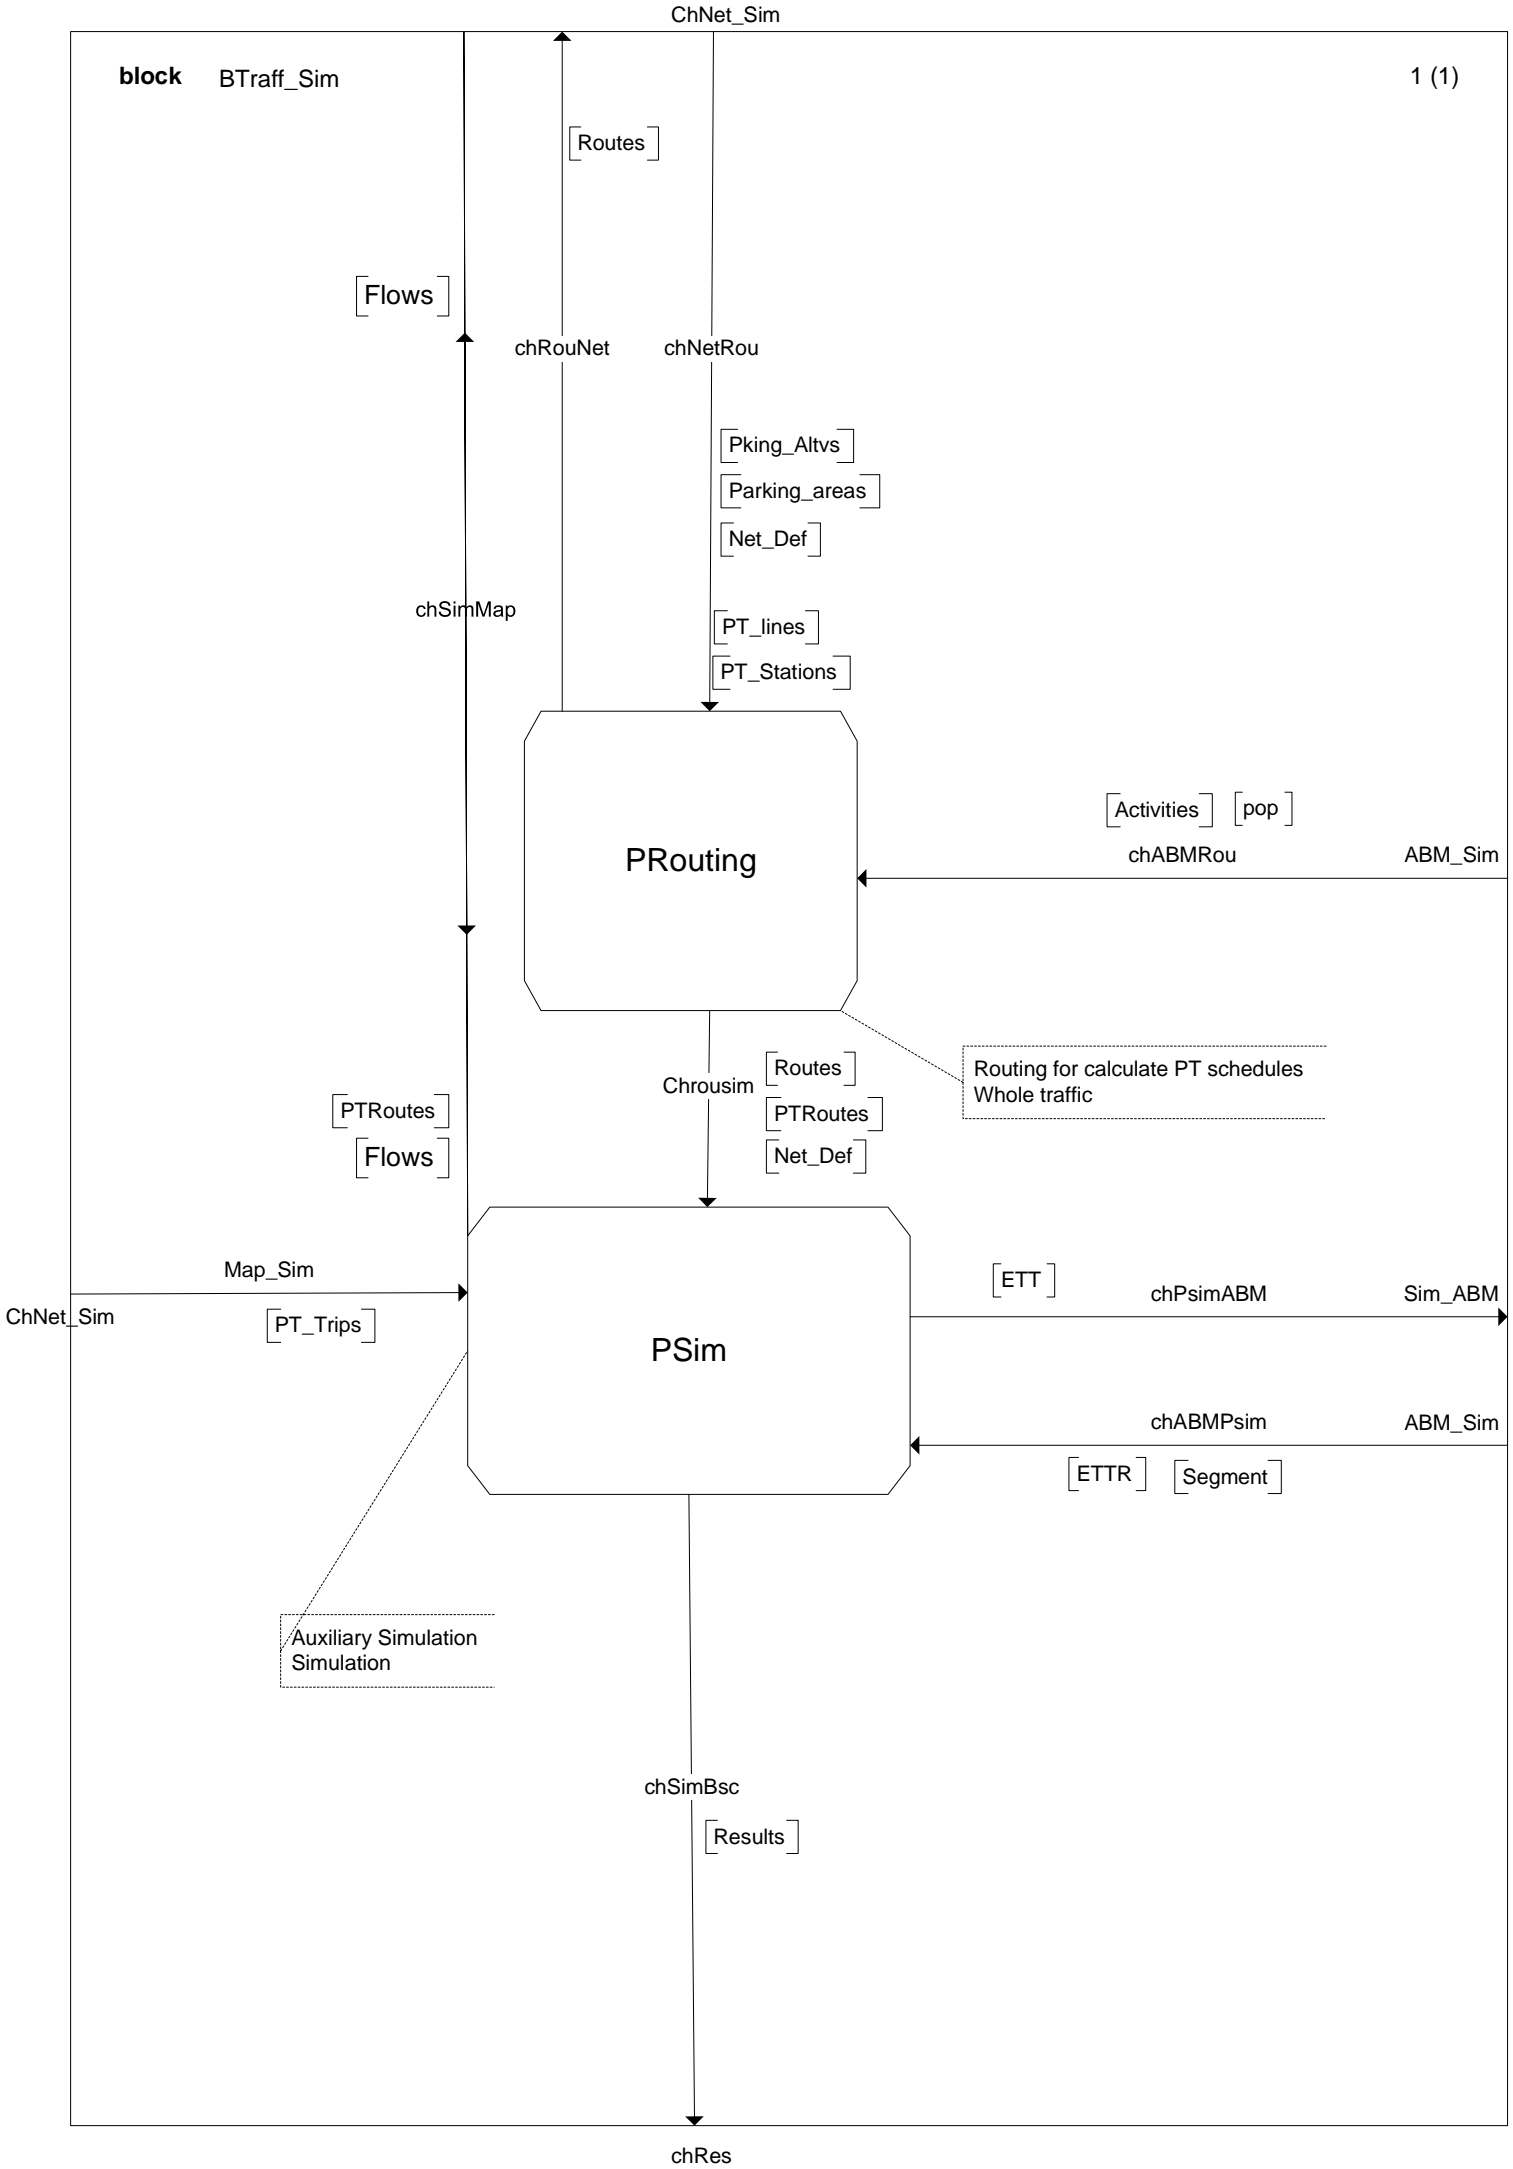 ChNet_Sim
block BTraff_Sim
1 (1)
[Routes]
[Flows]
chRouNet
chNetRou
[Pking_Altvs]
[Parking_areas]
[Net_Def]
chSimMap
[PT_lines]
[PT_Stations]
PRouting
[Activities] [pop]
chABMRou
ABM_Sim
Chrousim
[Routes]
[PTRoutes]
[Net_Def]
Routing for calculate PT schedules
Whole traffic
[PTRoutes]
[Flows]
Map_Sim
ChNet_Sim
[PT_Trips]
PSim
[ETT]
chPsimABM
Sim_ABM
chABMPsim
ABM_Sim
[ETTR] [Segment]
Auxiliary Simulation
Simulation
chSimBsc
[Results]
chRes